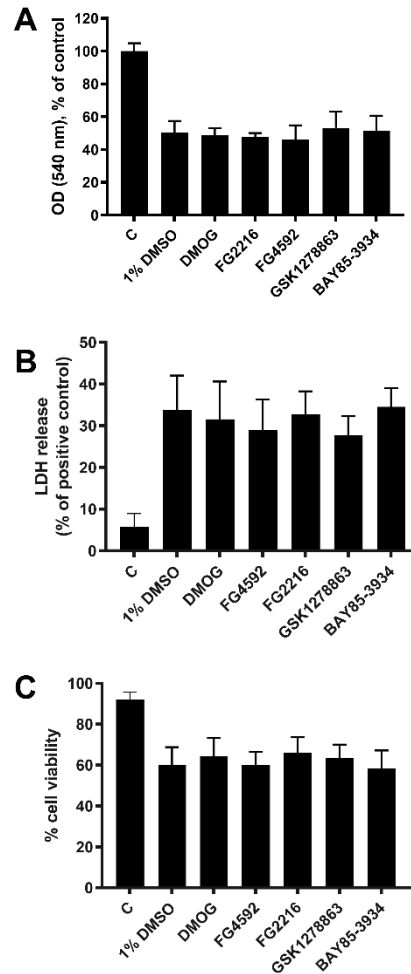 A
OD (540 nm), % of control
120
100
80
60
40
20
0
C
1% DMSO
DMOG
FG2216
FG4592
GSK1278863
BAY85-3934
B
LDH release
(% of positive control)
50
40
30
20
10
0
C
1% DMSO
DMOG
FG4592
FG2216
GSK1278863
BAY85-3934
C
% cell viability
100
80
60
40
20
0
C
1% DMSO
DMOG
FG4592
FG2216
GSK1278863
BAY85-3934